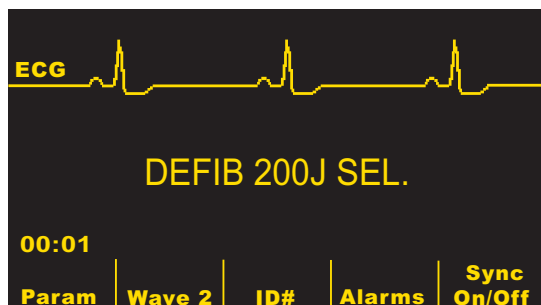 ECG
DEFIB 200J SEL.
00:01
Param Wave 2 ID# Alarms Sync On/Off